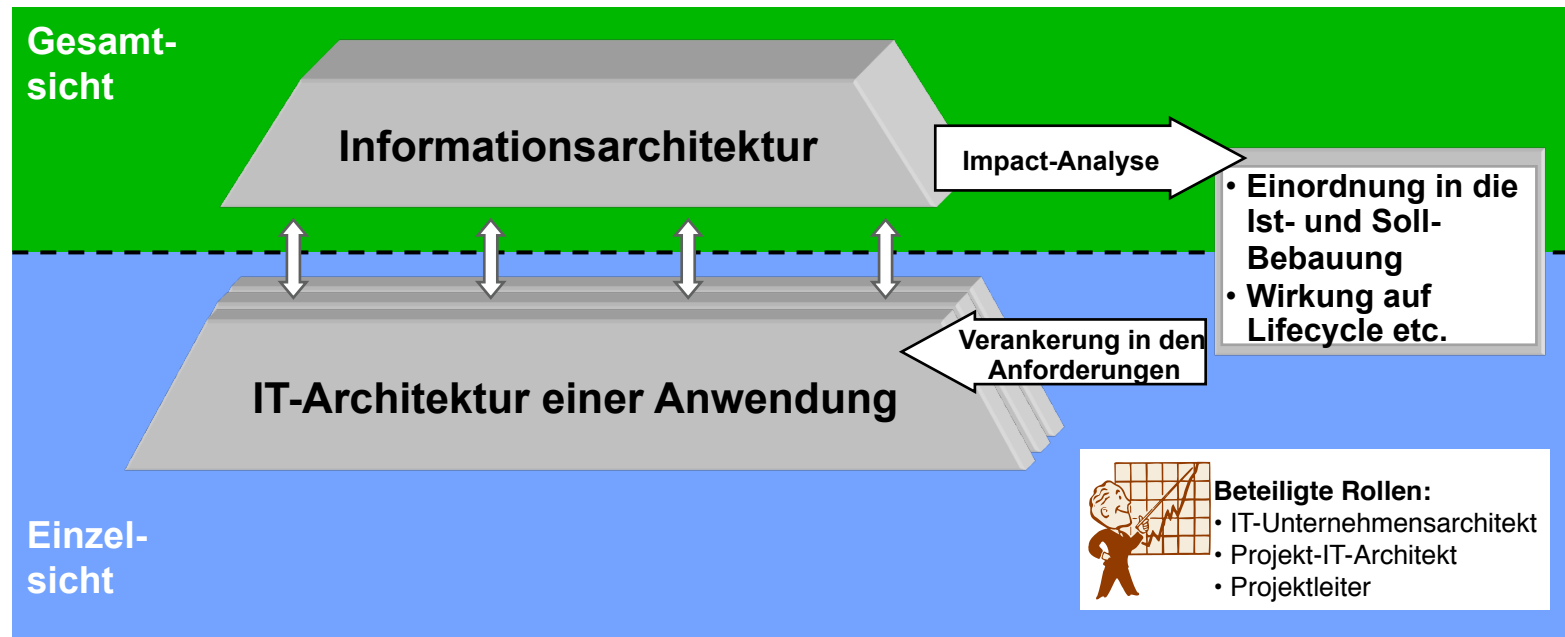 Gesamt-
sicht
Informationsarchitektur
Impact-Analyse
• Einordnung in die
Ist- und Soll-
Bebauung
• Wirkung auf
Lifecycle etc.
Verankerung in den
Anforderungen
IT-Architektur einer Anwendung
Einzel-
sicht
Beteiligte Rollen:
• IT-Unternehmensarchitekt
• Projekt-IT-Architekt
• Projektleiter